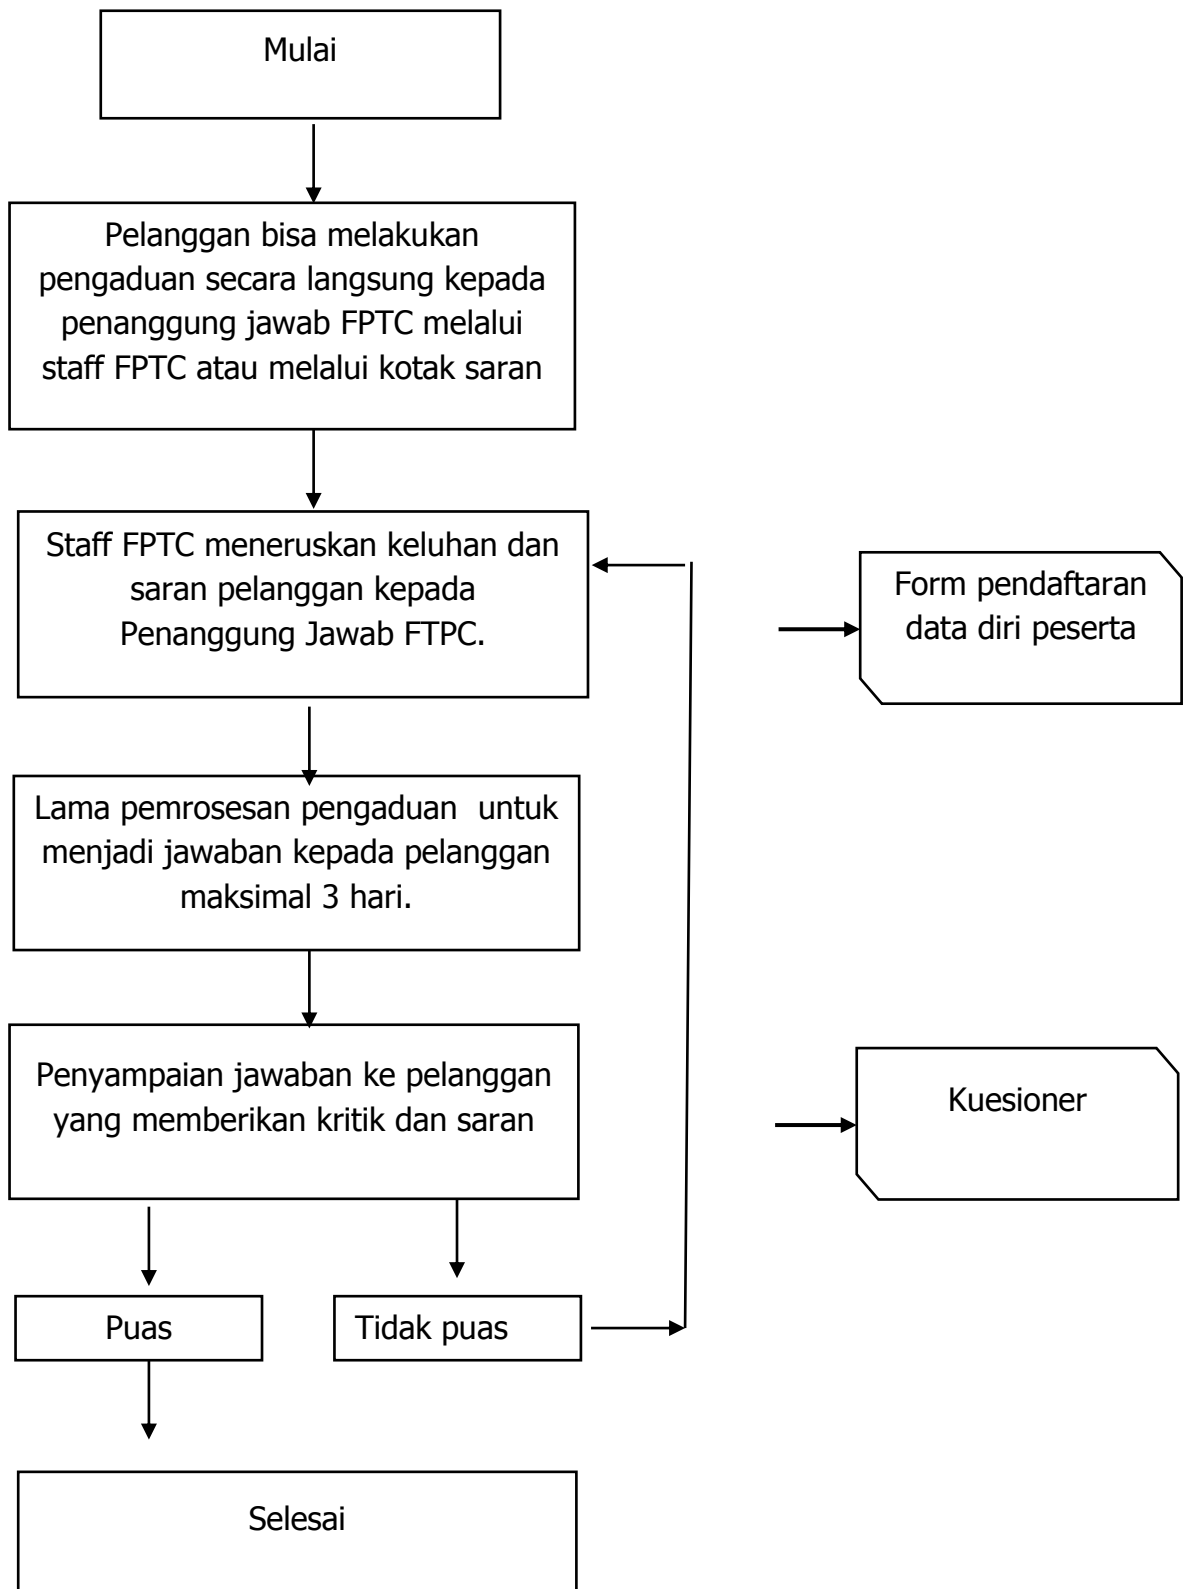 Mulai
Pelanggan bisa melakukan
pengaduan secara langsung kepada
penanggung jawab FPTC melalui
staff FPTC atau melalui kotak saran
Staff FPTC meneruskan keluhan dan
saran pelanggan kepada
Penanggung Jawab FTPC.
Form pendaftaran
data diri peserta
Lama pemrosesan pengaduan  untuk
menjadi jawaban kepada pelanggan
maksimal 3 hari.
Penyampaian jawaban ke pelanggan
yang memberikan kritik dan saran
Kuesioner
Puas
Tidak puas
Selesai